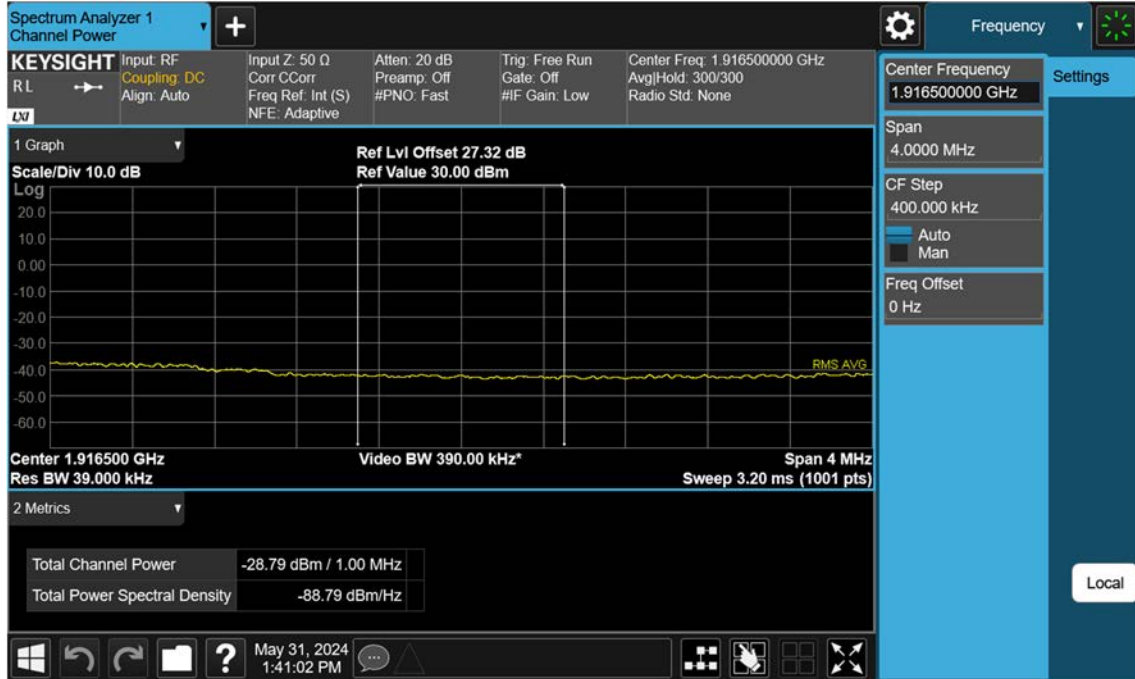 Spectrum Analyzer 1
Channel Power
+
Frequency
KEYSIGHT
R L
LXI
Input: RF
Coupling: DC
Align: Auto
Input Z: 50 Ω
Corr CCorr
Freq Ref: Int (S)
NFE: Adaptive
Atten: 20 dB
Preamp: Off
#PNO: Fast
Trig: Free Run
Gate: Off
#IF Gain: Low
Center Freq: 1.916500000 GHz
Avg|Hold: 300/300
Radio Std: None
Center Frequency
1.916500000 GHz
Settings
Span
4.0000 MHz
CF Step
400.000 kHz
Auto
Man
Freq Offset
0 Hz
1 Graph
Scale/Div 10.0 dB
Ref Lvl Offset 27.32 dB
Ref Value 30.00 dBm
Log
20.0
10.0
0.00
-10.0
-20.0
-30.0
-40.0
-50.0
-60.0
RMS AVG
Center 1.916500 GHz
Video BW 390.00 kHz*
Span 4 MHz
Res BW 39.000 kHz
Sweep 3.20 ms (1001 pts)
2 Metrics
Total Channel Power -28.79 dBm / 1.00 MHz
Total Power Spectral Density -88.79 dBm/Hz
Local
?
May 31, 2024
1:41:02 PM